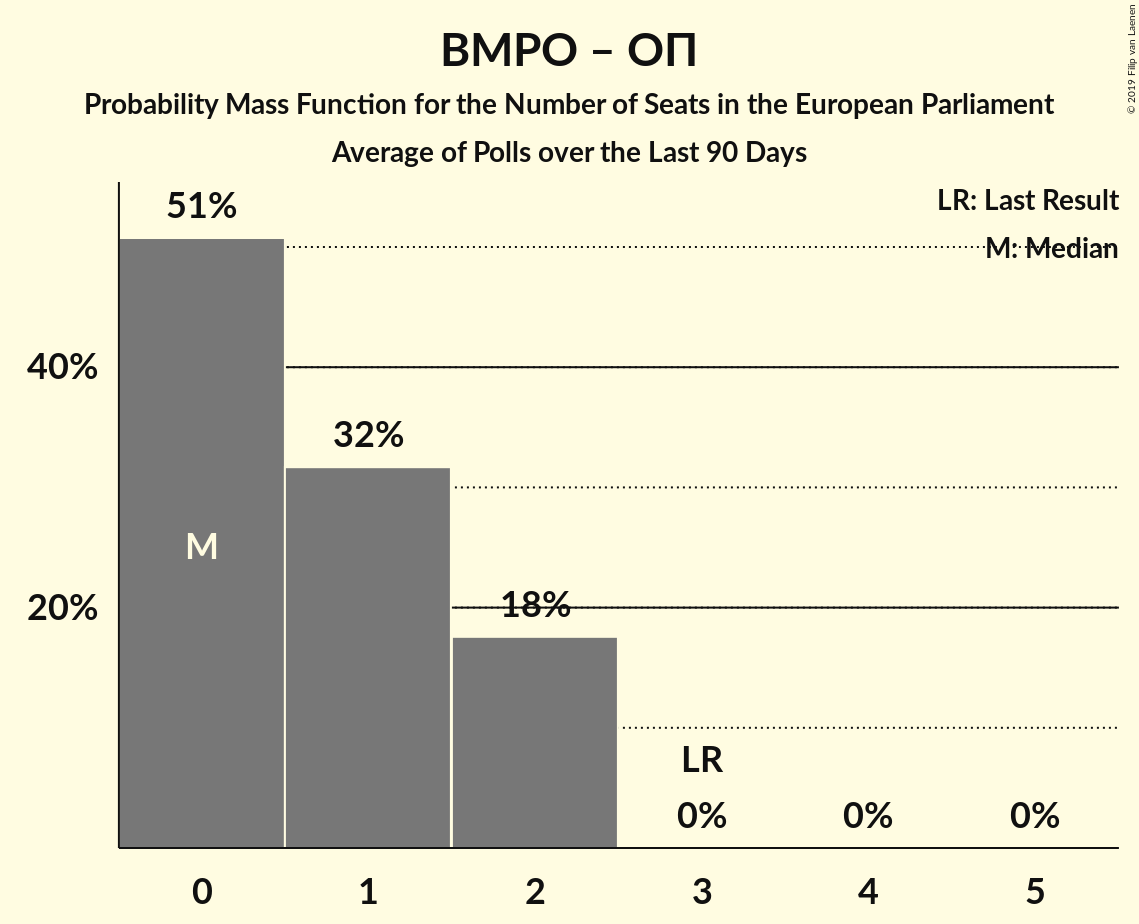 ВМРО – ОП
Probability Mass Function for the Number of Seats in the European Parliament
Average of Polls over the Last 90 Days
© 2019 Filip van Laenen
LR: Last Result
M: Median
51%
40%
32%
M
20%
18%
LR
0% 0% 0%
0 1 2 3 4 5